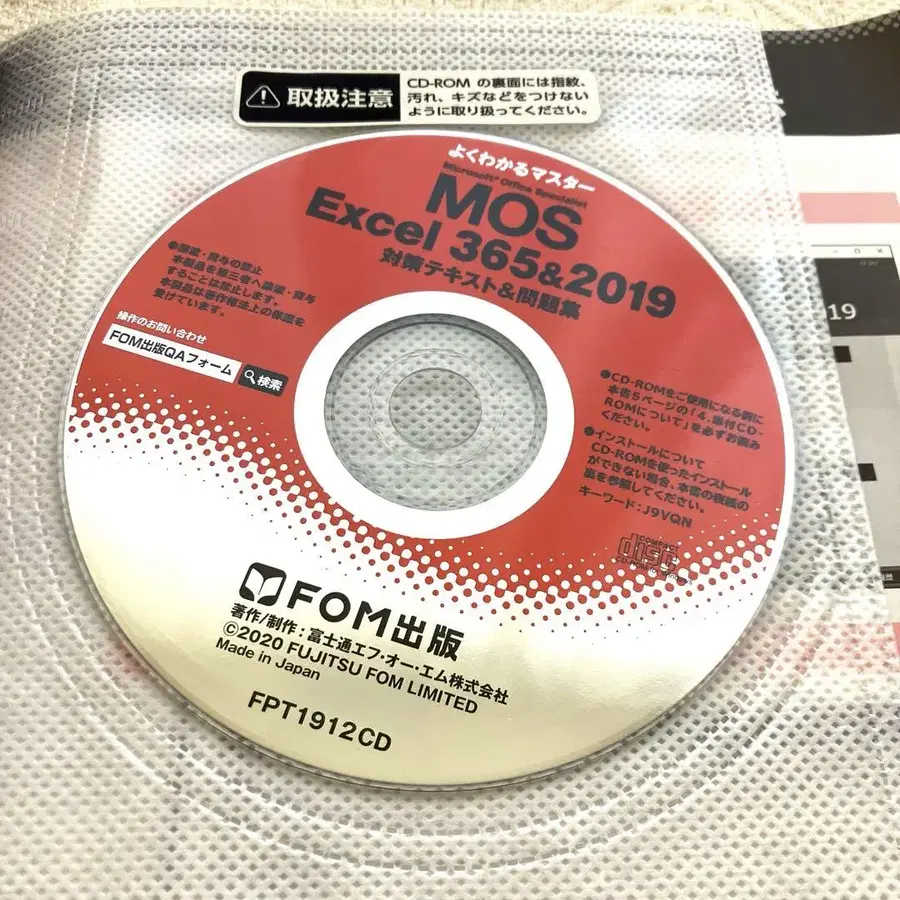 取扱注意
CD-ROM の裏面には指紋、
汚れ、キズなどをつけない
ように取り扱ってください。
よくわかるマスター
Microsoft® Office Specialist
MOS
Excel 365&2019
対策テキスト&問題集
●譲渡・貸与の禁止
本製品を第三者へ譲渡・貸与
することは禁止します。
本製品は著作権法上の保護を
受けています。
操作のお問い合わせ
FOM出版QAフォーム
検索
●CD-ROMをご使用になる前に
本書5ページの「4.添付CD-
ROMについて」を必ずお読み
ください。
●インストールについて
CD-ROMを使ったインストール
ができない場合、本書の表紙の
裏を参照してください。
キーワード:J9VQN
COMPACT
disc
FOM出版
著作/制作:富士通エフ・オー・エム株式会社
©2020 FUJITSU FOM LIMITED
Made in Japan
FPT1912CD
19